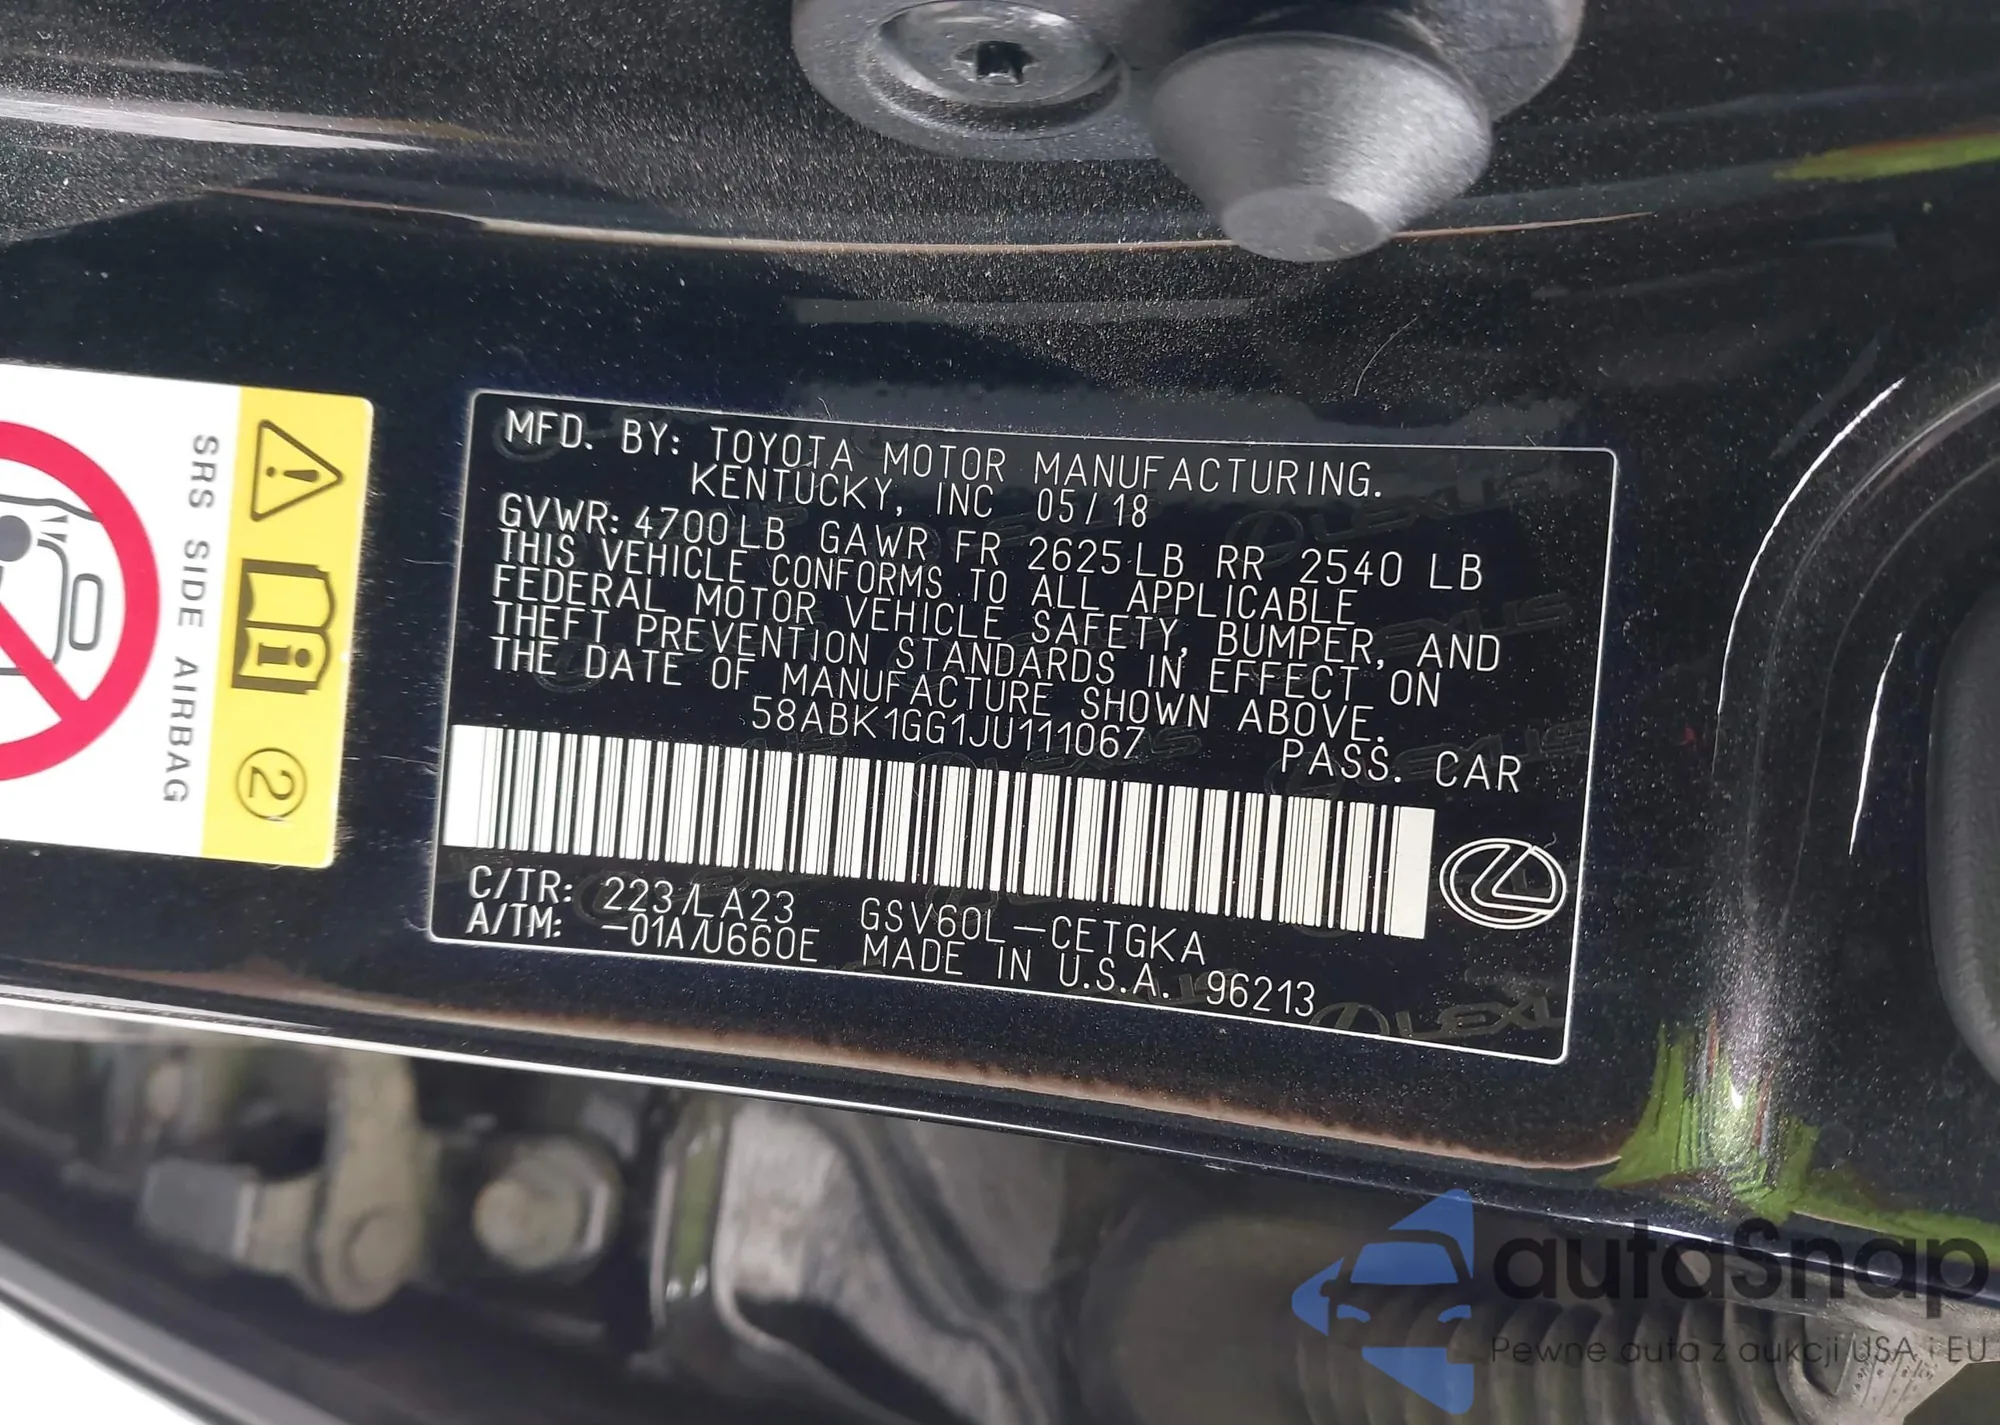 MFD. BY: TOYOTA MOTOR MANUFACTURING.
KENTUCKY, INC 05/18
GVWR: 4700LB GAWR FR 2625LB RR 2540 LB
THIS VEHICLE CONFORMS TO ALL APPLICABLE
FEDERAL MOTOR VEHICLE SAFETY, BUMPER, AND
THEFT PREVENTION STANDARDS IN EFFECT ON
THE DATE OF MANUFACTURE SHOWN ABOVE.
58ABK1GG1JU111067 PASS. CAR
C/TR: 223/LA23 GSV60L-CETGKA
A/TM: -01A/U660E MADE IN U.S.A. 96213
SRS SIDE AIRBAG
2
LEXUS
autaSnap
Pewne auta z aukcji USA i EU